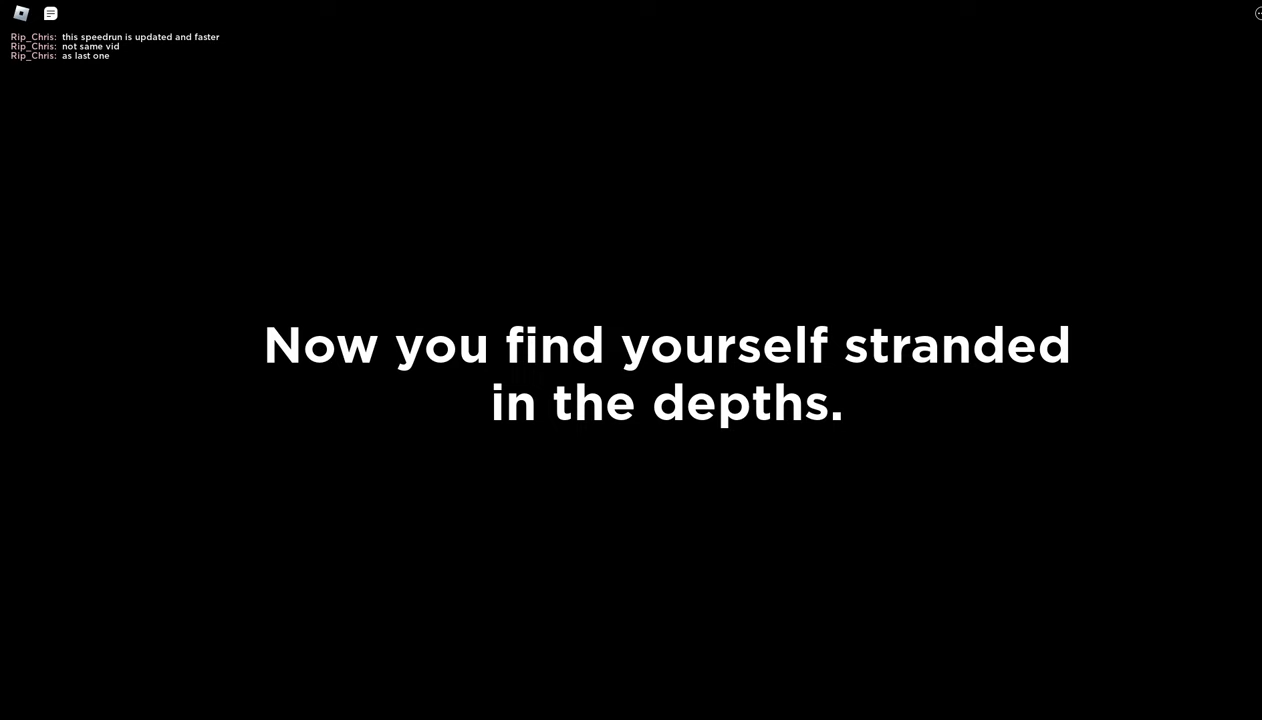 Rip_Chris: this speedrun is updated and faster
Rip_Chris: not same vid
Rip_Chris: as last one
Now you find yourself stranded
in the depths.